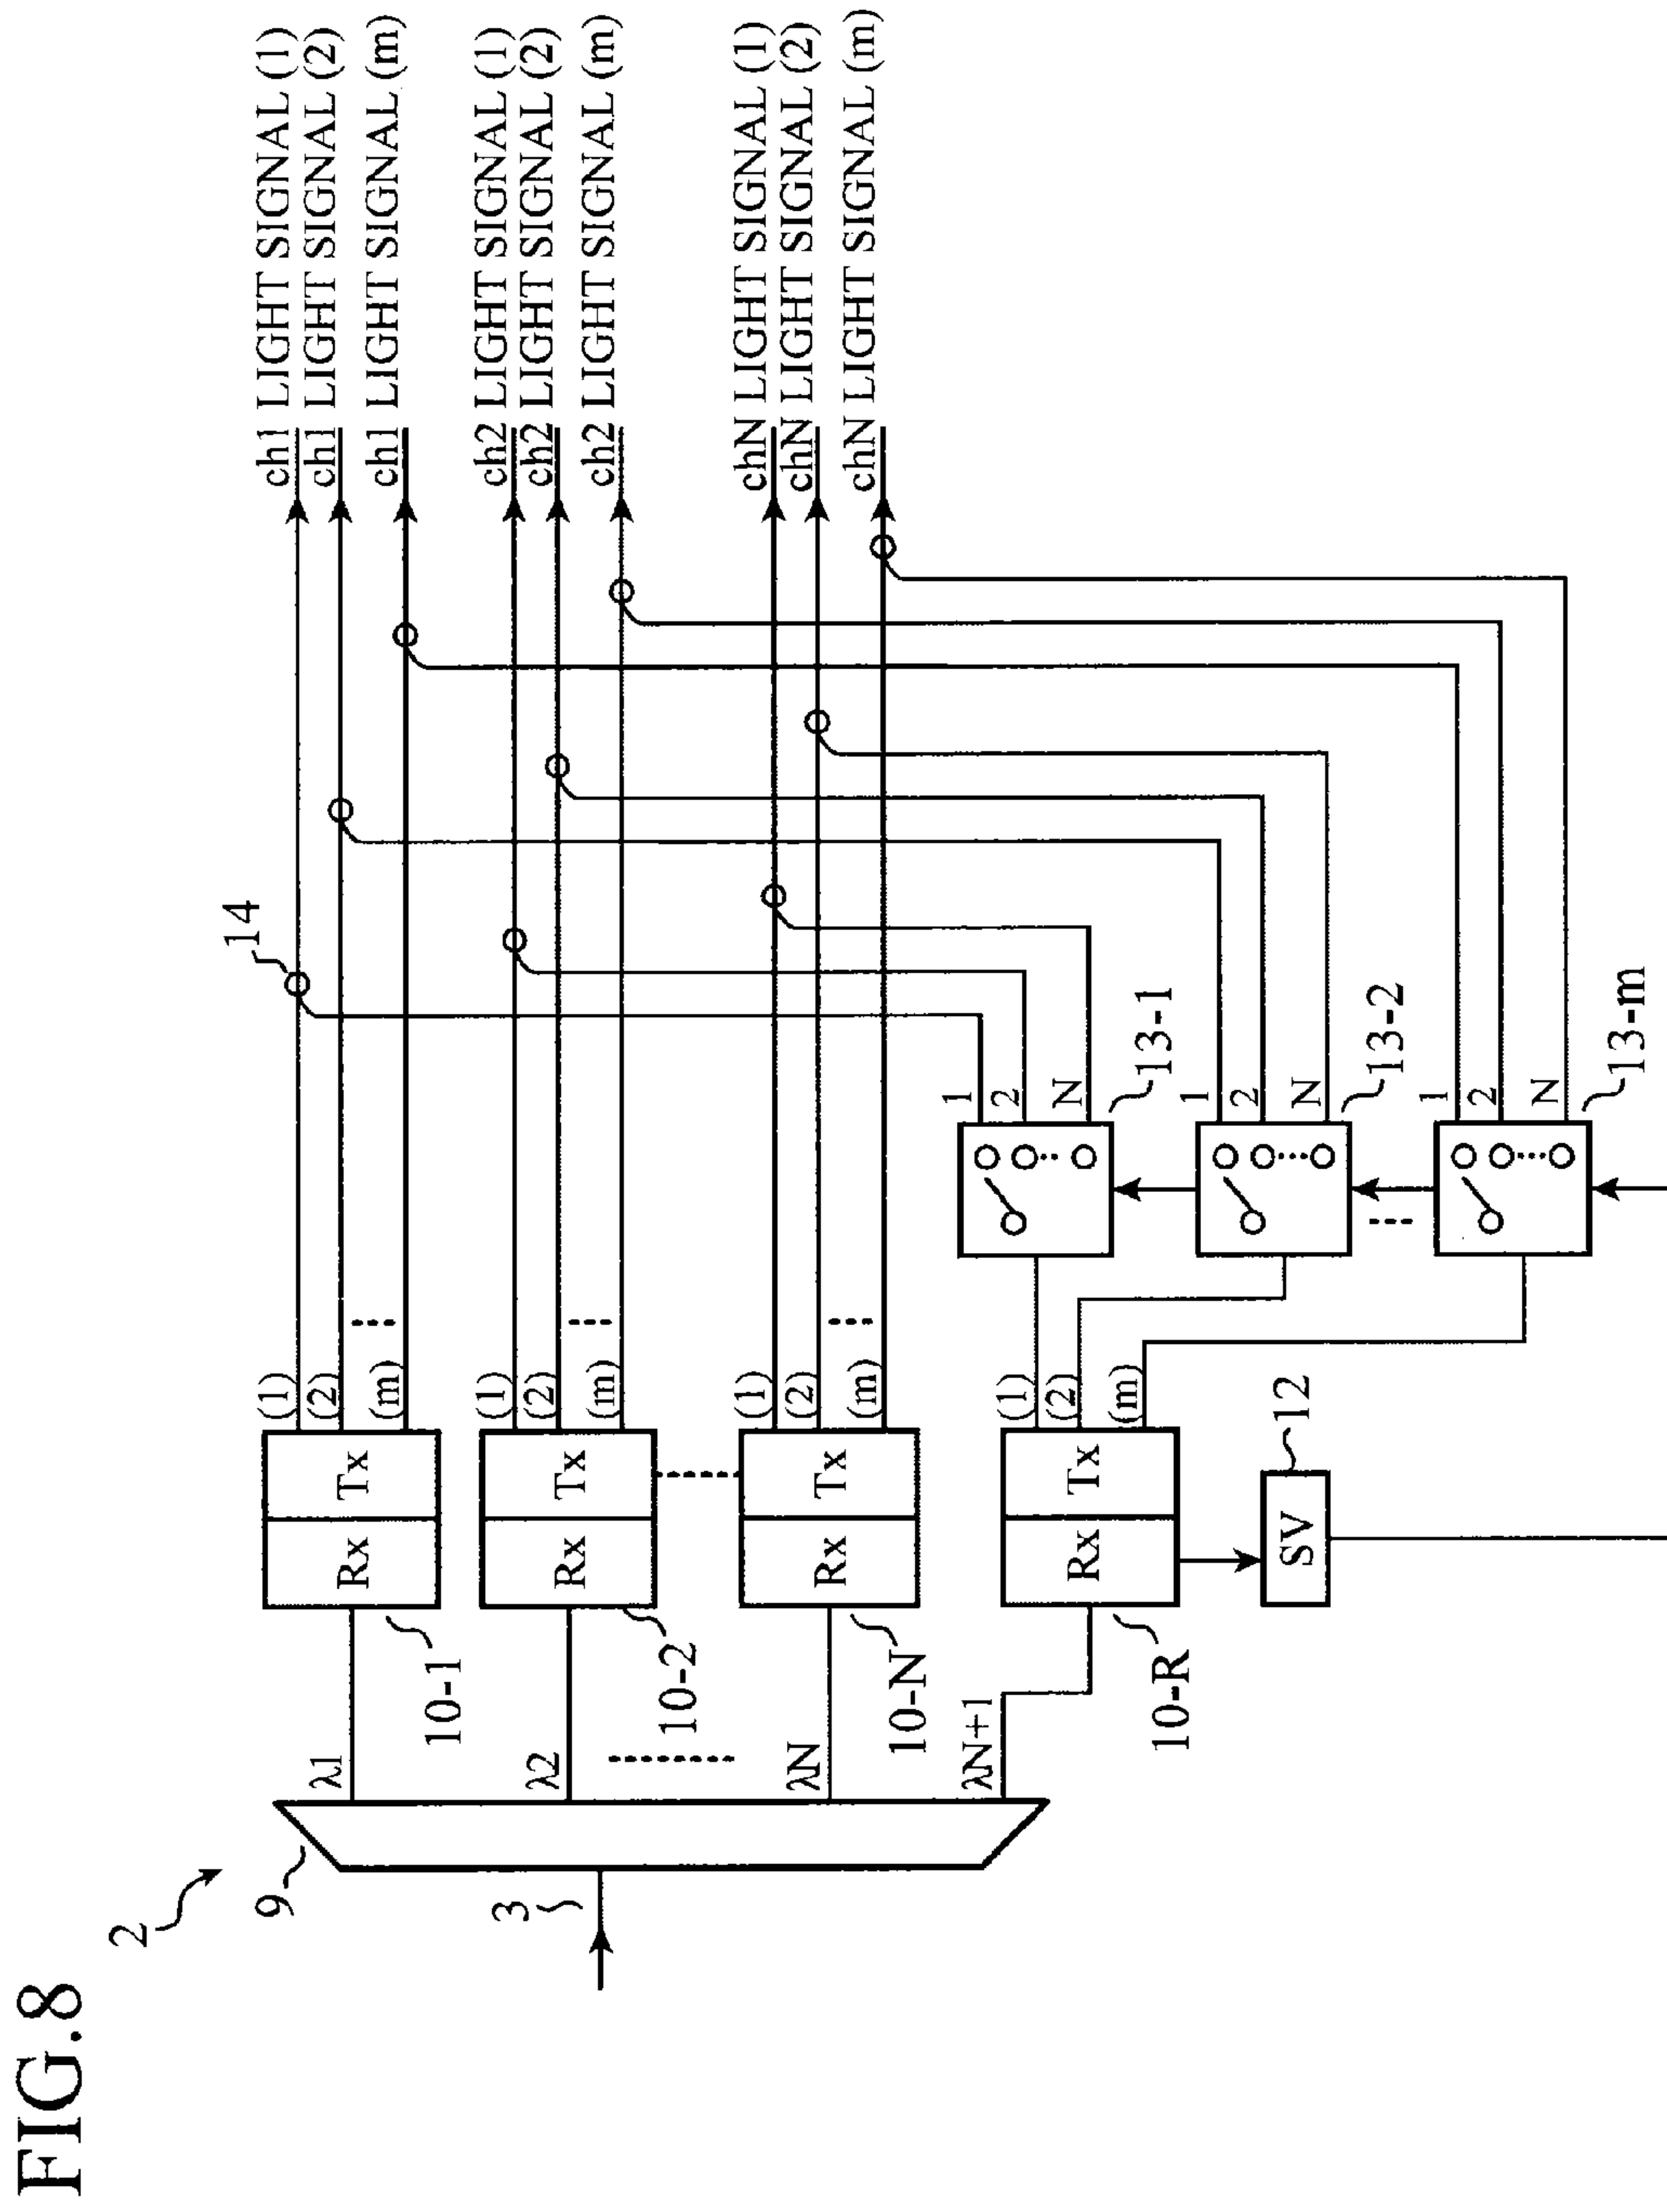 FIG.8
2
9
3
λ1
λ2
λN
λN+1
10-1
10-2
10-N
10-R
Rx Tx
Rx Tx
Rx Tx
Rx Tx
SV
12
(1)
(2)
(m)
(1)
(2)
(m)
(1)
(2)
(m)
(1)
(2)
(m)
14
1
2
N
13-1
1
2
N
13-2
1
2
N
13-m
ch1 LIGHT SIGNAL (1)
ch1 LIGHT SIGNAL (2)
ch1 LIGHT SIGNAL (m)
ch2 LIGHT SIGNAL (1)
ch2 LIGHT SIGNAL (2)
ch2 LIGHT SIGNAL (m)
chN LIGHT SIGNAL (1)
chN LIGHT SIGNAL (2)
chN LIGHT SIGNAL (m)